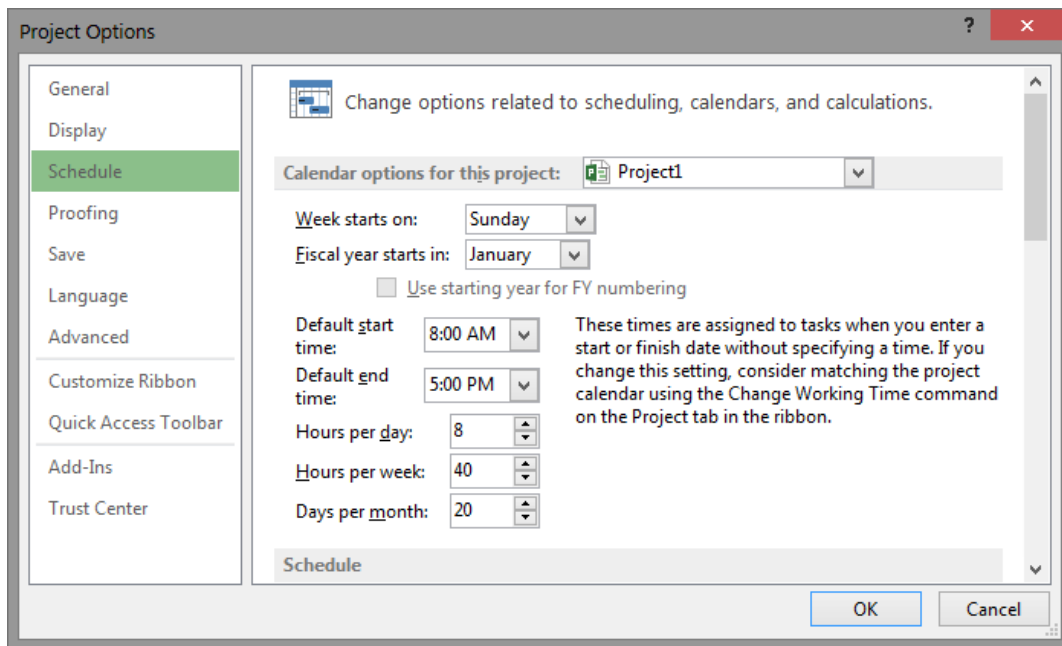 Project Options
?
General
Display
Schedule
Proofing
Save
Language
Advanced
Customize Ribbon
Quick Access Toolbar
Add-Ins
Trust Center
Change options related to scheduling, calendars, and calculations.
Calendar options for this project: Project1
Week starts on: Sunday
Fiscal year starts in: January
Use starting year for FY numbering
Default start
time:
8:00 AM
Default end
time:
5:00 PM
These times are assigned to tasks when you enter a
start or finish date without specifying a time. If you
change this setting, consider matching the project
calendar using the Change Working Time command
on the Project tab in the ribbon.
Hours per day: 8
Hours per week: 40
Days per month: 20
Schedule
OK
Cancel